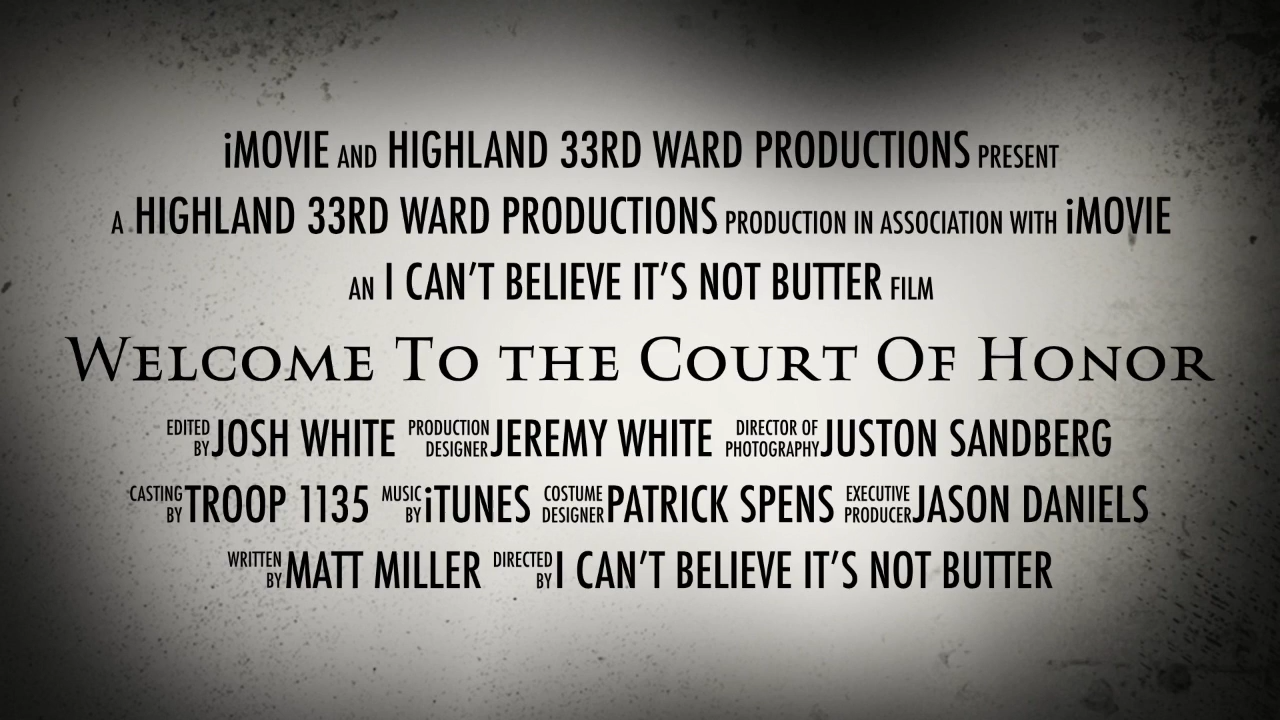 iMOVIE AND HIGHLAND 33RD WARD PRODUCTIONS PRESENT
A HIGHLAND 33RD WARD PRODUCTIONS PRODUCTION IN ASSOCIATION WITH iMOVIE
AN I CAN'T BELIEVE IT'S NOT BUTTER FILM
WELCOME TO THE COURT OF HONOR
EDITED BY JOSH WHITE PRODUCTION DESIGNER JEREMY WHITE DIRECTOR OF PHOTOGRAPHY JUSTON SANDBERG
CASTING BY TROOP 1135 MUSIC BY iTUNES COSTUME DESIGNER PATRICK SPENS EXECUTIVE PRODUCER JASON DANIELS
WRITTEN BY MATT MILLER DIRECTED BY I CAN'T BELIEVE IT'S NOT BUTTER